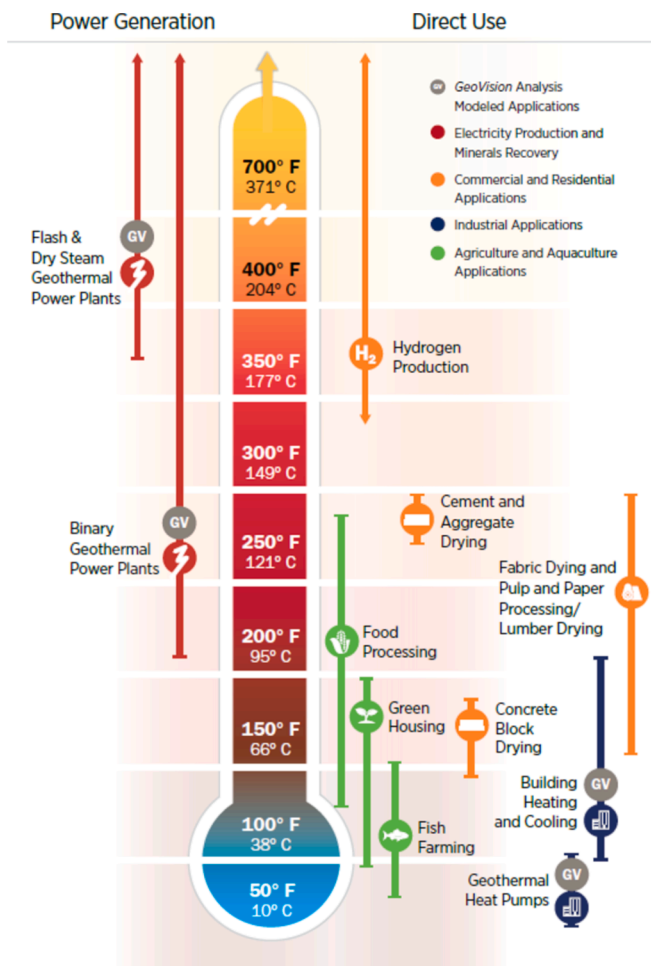 Power Generation
Direct Use
GV GeoVision Analysis
Modeled Applications
Electricity Production and
Minerals Recovery
Commercial and Residential
Applications
Industrial Applications
Agriculture and Aquaculture
Applications
700° F
371° C
Flash &
Dry Steam
Geothermal
Power Plants
GV
400° F
204° C
350° F
177° C
H2
Hydrogen
Production
300° F
149° C
Binary
Geothermal
Power Plants
GV
250° F
121° C
Cement and
Aggregate
Drying
Fabric Dying and
Pulp and Paper
Processing/
Lumber Drying
200° F
95° C
Food
Processing
150° F
66° C
Green
Housing
Concrete
Block
Drying
Building
Heating
and Cooling
GV
100° F
38° C
Fish
Farming
50° F
10° C
Geothermal
Heat Pumps
GV